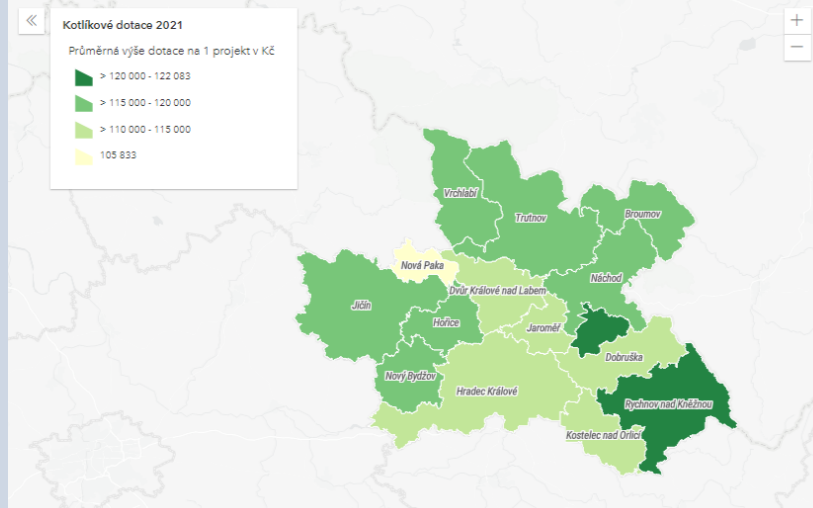 Kotlíkové dotace 2021
Průměrná výše dotace na 1 projekt v Kč
> 120 000 - 122 083
> 115 000 - 120 000
> 110 000 - 115 000
105 833
Vrchlabí
Trutnov
Broumov
Nová Paka
Náchod
Dvůr Králové nad Labem
Jičín
Hořice
Jaroměř
Dobruška
Nový Bydžov
Hradec Králové
Rychnov nad Kněžnou
Kostelec nad Orlicí